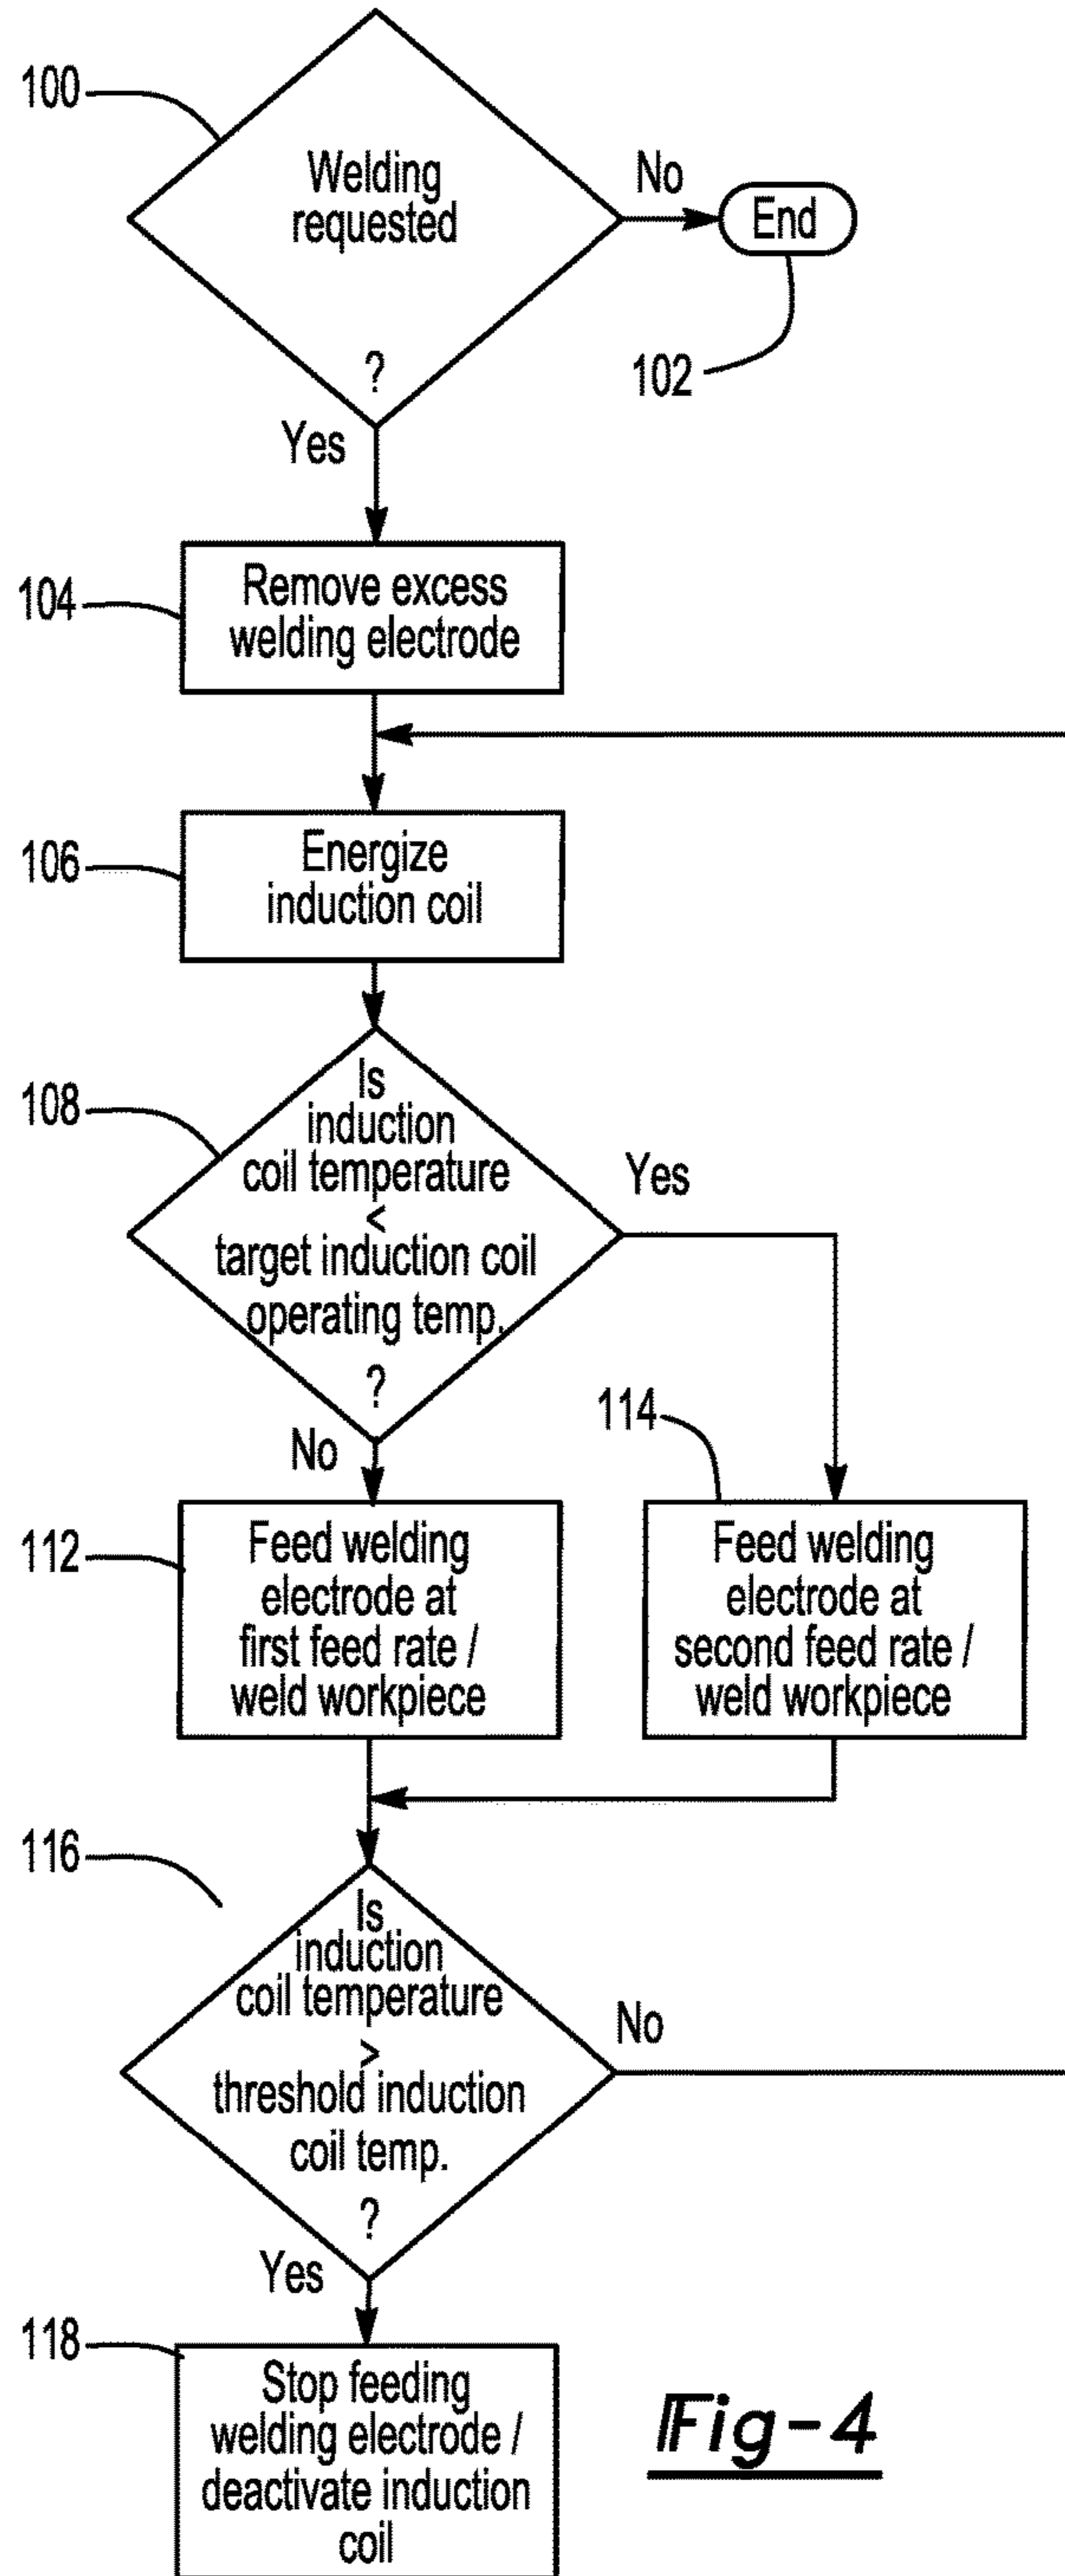 100
Welding
requested
?
No
End
102
Yes
104
Remove excess
welding electrode
106
Energize
induction coil
108
Is
induction
coil temperature
<
target induction coil
operating temp.
?
Yes
No
112
Feed welding
electrode at
first feed rate /
weld workpiece
114
Feed welding
electrode at
second feed rate /
weld workpiece
116
Is
induction
coil temperature
>
threshold induction
coil temp.
?
No
Yes
118
Stop feeding
welding electrode /
deactivate induction
coil
Fig-4